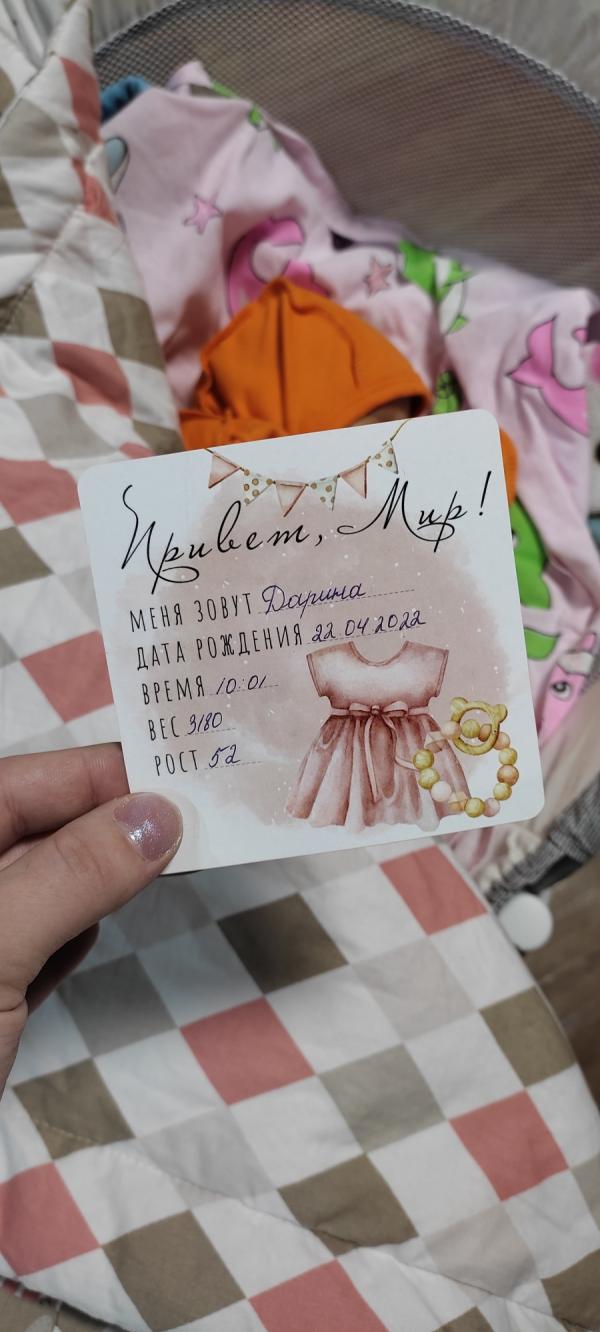 Привет, Мир!
МЕНЯ ЗОВУТ Дарина
ДАТА РОЖДЕНИЯ 22.04.2022
ВРЕМЯ 10:01
ВЕС 3180
РОСТ 52